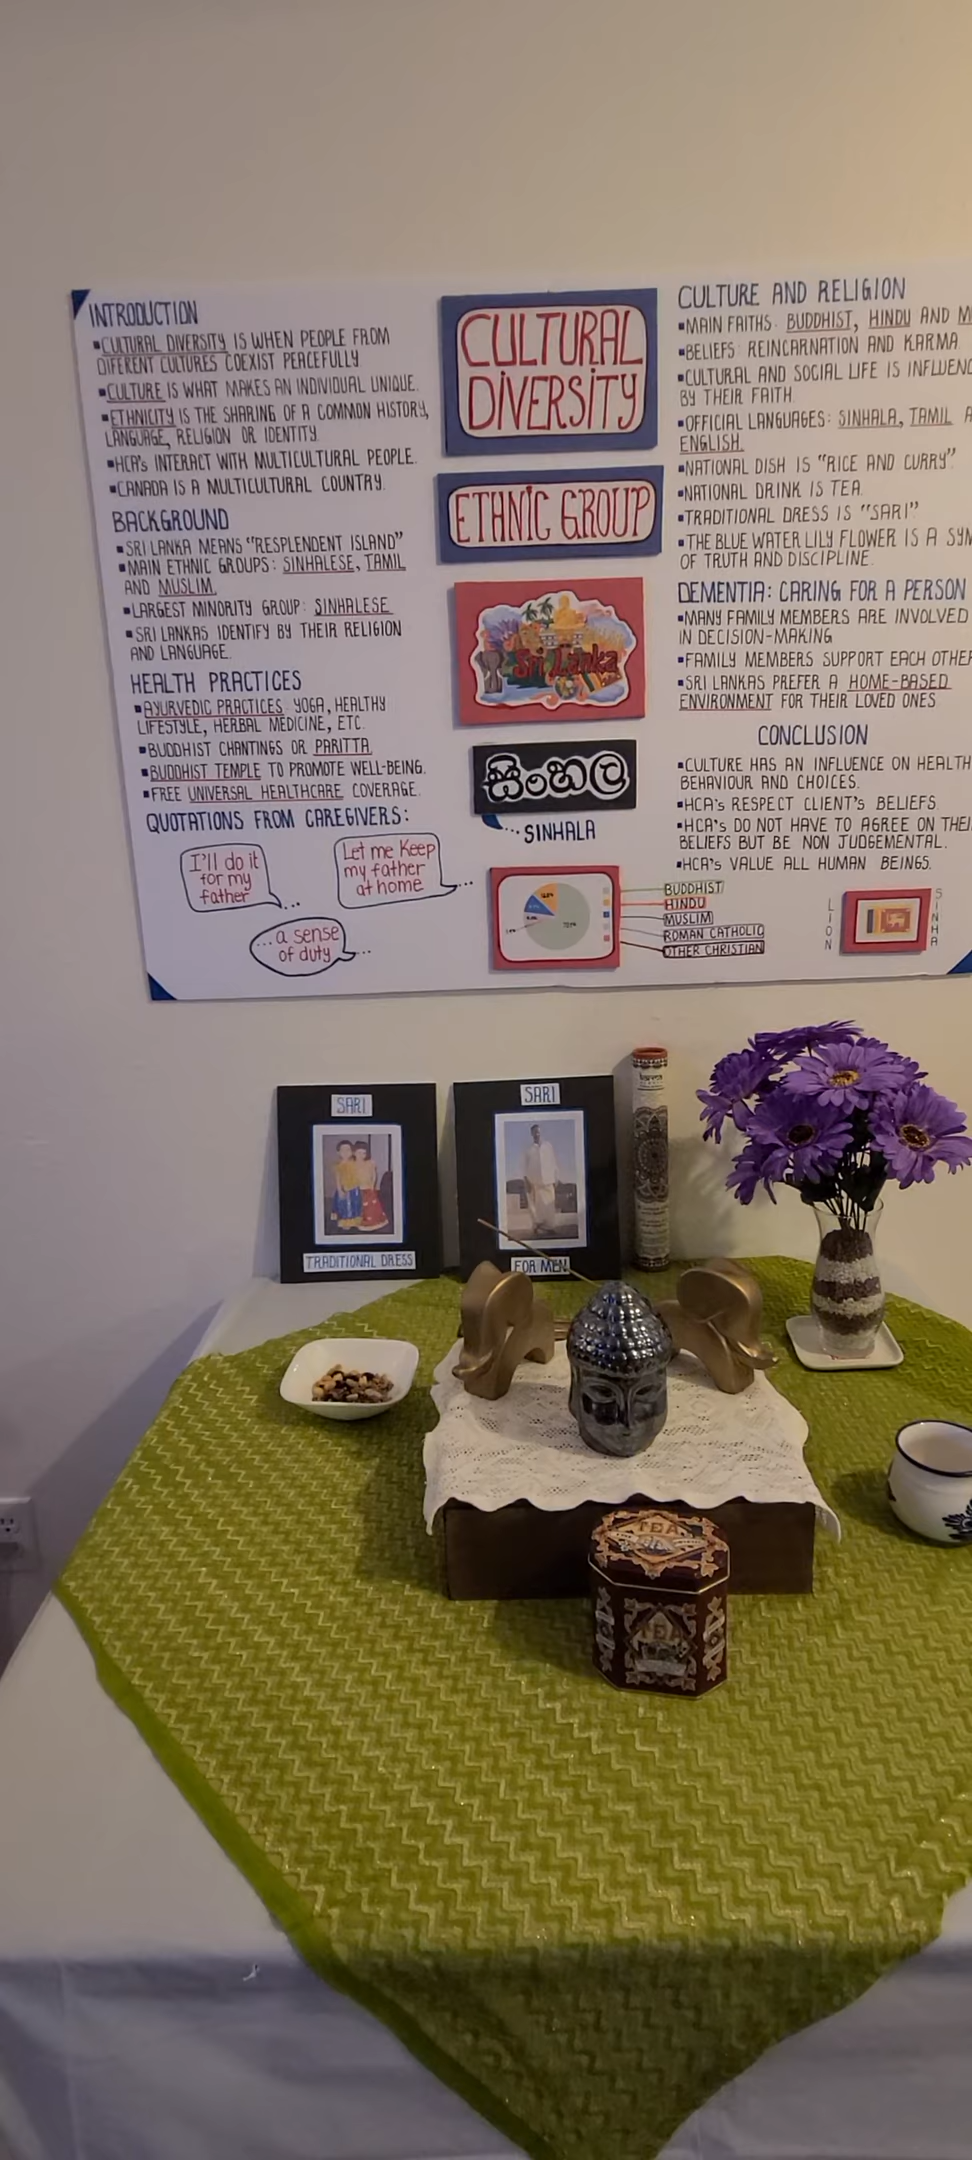 INTRODUCTION
▪CULTURAL DIVERSITY IS WHEN PEOPLE FROM
DIFERENT CULTURES COEXIST PEACEFULLY
▪CULTURE IS WHAT MAKES AN INDIVIDUAL UNIQUE.
▪ETHNICITY IS THE SHARING OF A COMMON HISTORY,
LANGUAGE, RELIGION OR IDENTITY.
▪HCA's INTERACT WITH MULTICULTURAL PEOPLE.
▪CANADA IS A MULTICULTURAL COUNTRY.
BACKGROUND
▪SRI LANKA MEANS "RESPLENDENT ISLAND"
▪MAIN ETHNIC GROUPS: SINHALESE, TAMIL
AND MUSLIM.
▪LARGEST MINORITY GROUP: SINHALESE
▪SRI LANKAS IDENTIFY BY THEIR RELIGION
AND LANGUAGE.
HEALTH PRACTICES
▪AYURVEDIC PRACTICES: YOGA, HEALTHY
LIFESTYLE, HERBAL MEDICINE, ETC.
▪BUDDHIST CHANTINGS OR PARITTA.
▪BUDDHIST TEMPLE TO PROMOTE WELL-BEING.
▪FREE UNIVERSAL HEALTHCARE COVERAGE.
QUOTATIONS FROM CAREGIVERS:
I'll do it
for my
father
Let me Keep
my father
at home
...a sense
of duty
CULTURAL
DIVERSITY
ETHNIC GROUP
Sri Lanka
සිංහල
SINHALA
BUDDHIST
HINDU
MUSLIM
ROMAN CATHOLIC
OTHER CHRISTIAN
CULTURE AND RELIGION
▪MAIN FAITHS: BUDDHIST, HINDU AND
▪BELIEFS: REINCARNATION AND KARMA
▪CULTURAL AND SOCIAL LIFE IS
BY THEIR FAITH.
▪OFFICIAL LANGUAGES: SINHALA, TAMIL
ENGLISH.
▪NATIONAL DISH IS "RICE AND CURRY".
▪NATIONAL DRINK IS TEA.
▪TRADITIONAL DRESS IS "SARI"
▪THE BLUE WATER LILY FLOWER IS A
OF TRUTH AND DISCIPLINE.
DEMENTIA: CARING FOR A PERSON
▪MANY FAMILY MEMBERS ARE INVOLVED
IN DECISION-MAKING
▪FAMILY MEMBERS SUPPORT EACH OTHER
▪SRI LANKAS PREFER A HOME-BASED
ENVIRONMENT FOR THEIR LOVED ONES
CONCLUSION
▪CULTURE HAS AN INFLUENCE ON HEALTH
BEHAVIOUR AND CHOICES.
▪HCA's RESPECT CLIENT'S BELIEFS.
▪HCA's DO NOT HAVE TO AGREE ON
BELIEFS BUT BE NON JUDGEMENTAL.
▪HCA's VALUE ALL HUMAN BEINGS.
LION
SINHA
SARI
TRADITIONAL DRESS
SARI
FOR MEN
TEA
TEA